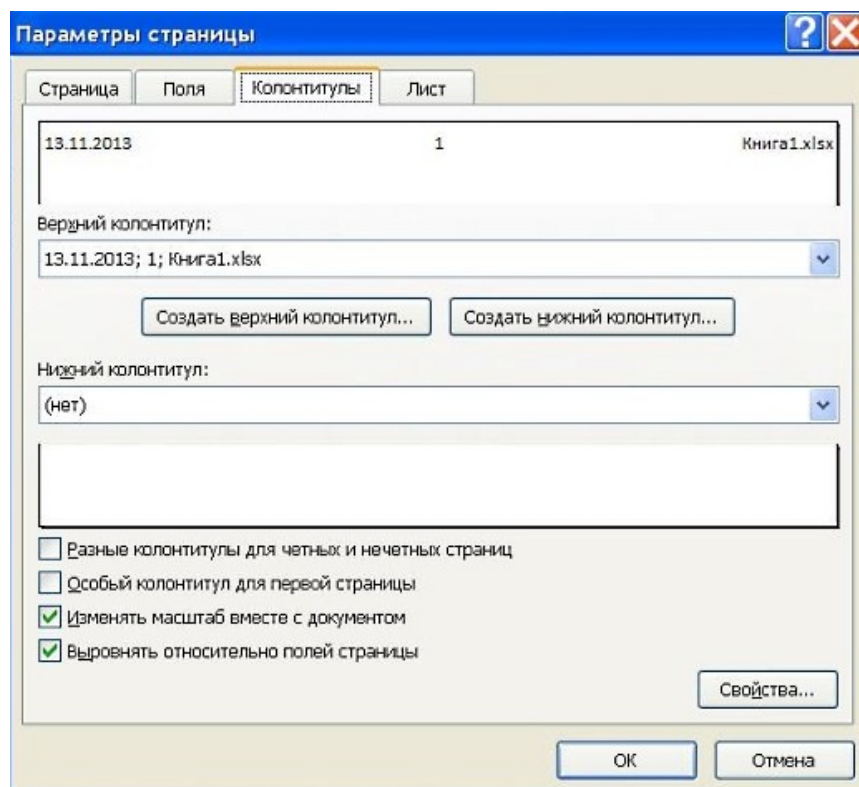 Параметры страницы
Страница Поля Колонтитулы Лист
13.11.2013 1 Книга1.xlsx
Верхний колонтитул:
13.11.2013; 1; Книга1.xlsx
Создать верхний колонтитул... Создать нижний колонтитул...
Нижний колонтитул:
(нет)
Разные колонтитулы для четных и нечетных страниц
Особый колонтитул для первой страницы
Изменять масштаб вместе с документом
Выровнять относительно полей страницы
Свойства...
ОК Отмена